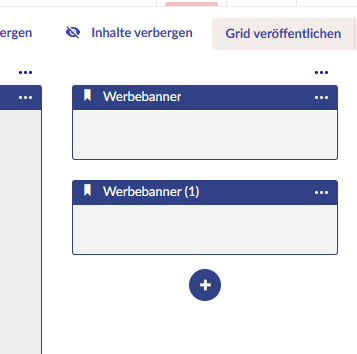 ergen
Inhalte verbergen
Grid veröffentlichen
Werbebanner
Werbebanner (1)